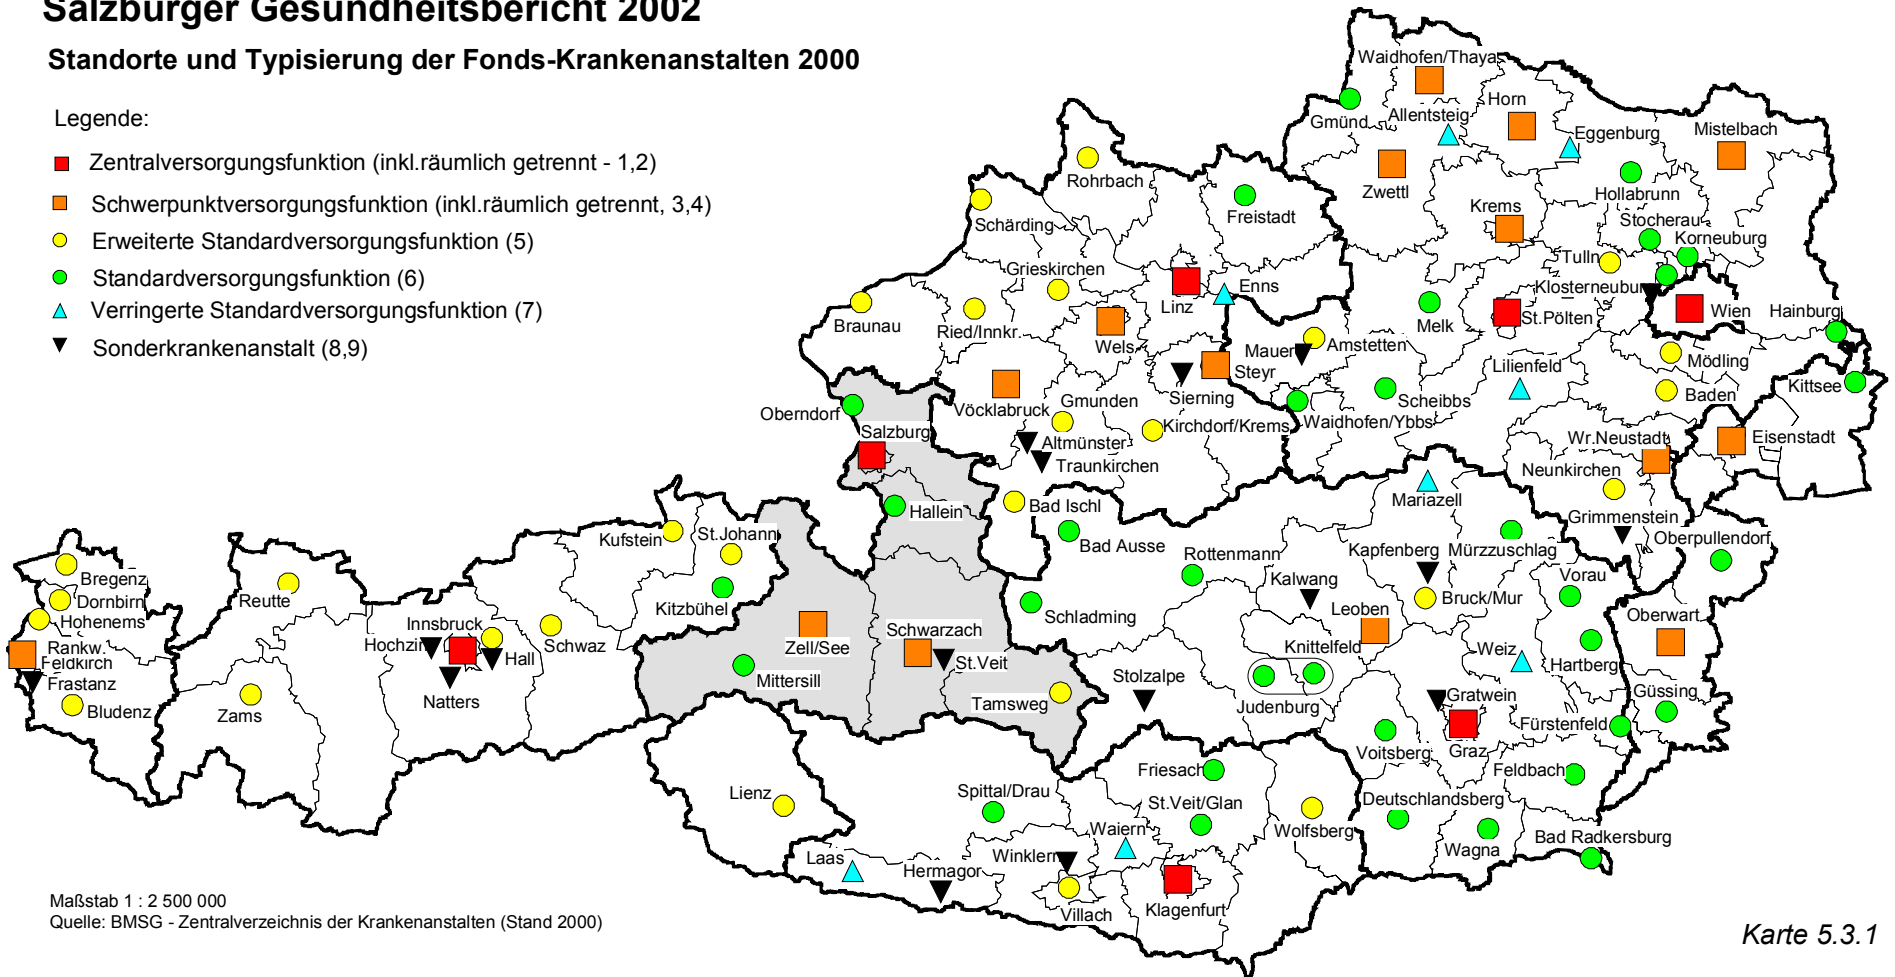 Salzburger Gesundheitsbericht 2002
Standorte und Typisierung der Fonds-Krankenanstalten 2000
Legende:
Zentralversorgungsfunktion (inkl.räumlich getrennt - 1,2)
Schwerpunktversorgungsfunktion (inkl.räumlich getrennt, 3,4)
Erweiterte Standardversorgungsfunktion (5)
Standardversorgungsfunktion (6)
Verringerte Standardversorgungsfunktion (7)
Sonderkrankenanstalt (8,9)
Waidhofen/Thaya
Gmünd
Allentsteig
Horn
Eggenburg
Mistelbach
Zwettl
Hollabrunn
Krems
Stocherau
Korneuburg
Tulln
Klosterneuburg
Rohrbach
Freistadt
Schärding
Grieskirchen
Linz
Enns
Melk
St.Pölten
Wien
Hainburg
Braunau
Ried/Innkr.
Wels
Mauer
Amstetten
Steyr
Mödling
Lilienfeld
Kittsee
Baden
Sierning
Scheibbs
Oberndorf
Vöcklabruck
Gmunden
Kirchdorf/Krems
Waidhofen/Ybbs
Salzburg
Altmünster
Traunkirchen
Wr.Neustadt
Eisenstadt
Neunkirchen
Mariazell
Hallein
Bad Ischl
Grimmenstein
Kufstein
St.Johann
Bad Ausse
Rottenmann
Kapfenberg
Mürzzuschlag
Oberpullendorf
Bregenz
Dornbirn
Hohenems
Reutte
Kitzbühel
Kalwang
Vorau
Schladming
Bruck/Mur
Leoben
Oberwart
Innsbruck
Hochzirl
Hall
Schwaz
Rankw.
Feldkirch
Frastanz
Bludenz
Zell/See
Schwarzach
St.Veit
Knittelfeld
Weiz
Hartberg
Mittersill
Stolzalpe
Judenburg
Gratwein
Güssing
Natters
Zams
Tamsweg
Voitsberg
Graz
Fürstenfeld
Friesach
Feldbach
Lienz
Spittal/Drau
St.Veit/Glan
Deutschlandsberg
Wolfsberg
Waiern
Bad Radkersburg
Wagna
Laas
Hermagor
Winklern
Villach
Klagenfurt
Maßstab 1 : 2 500 000
Quelle: BMSG - Zentralverzeichnis der Krankenanstalten (Stand 2000)
Karte 5.3.1